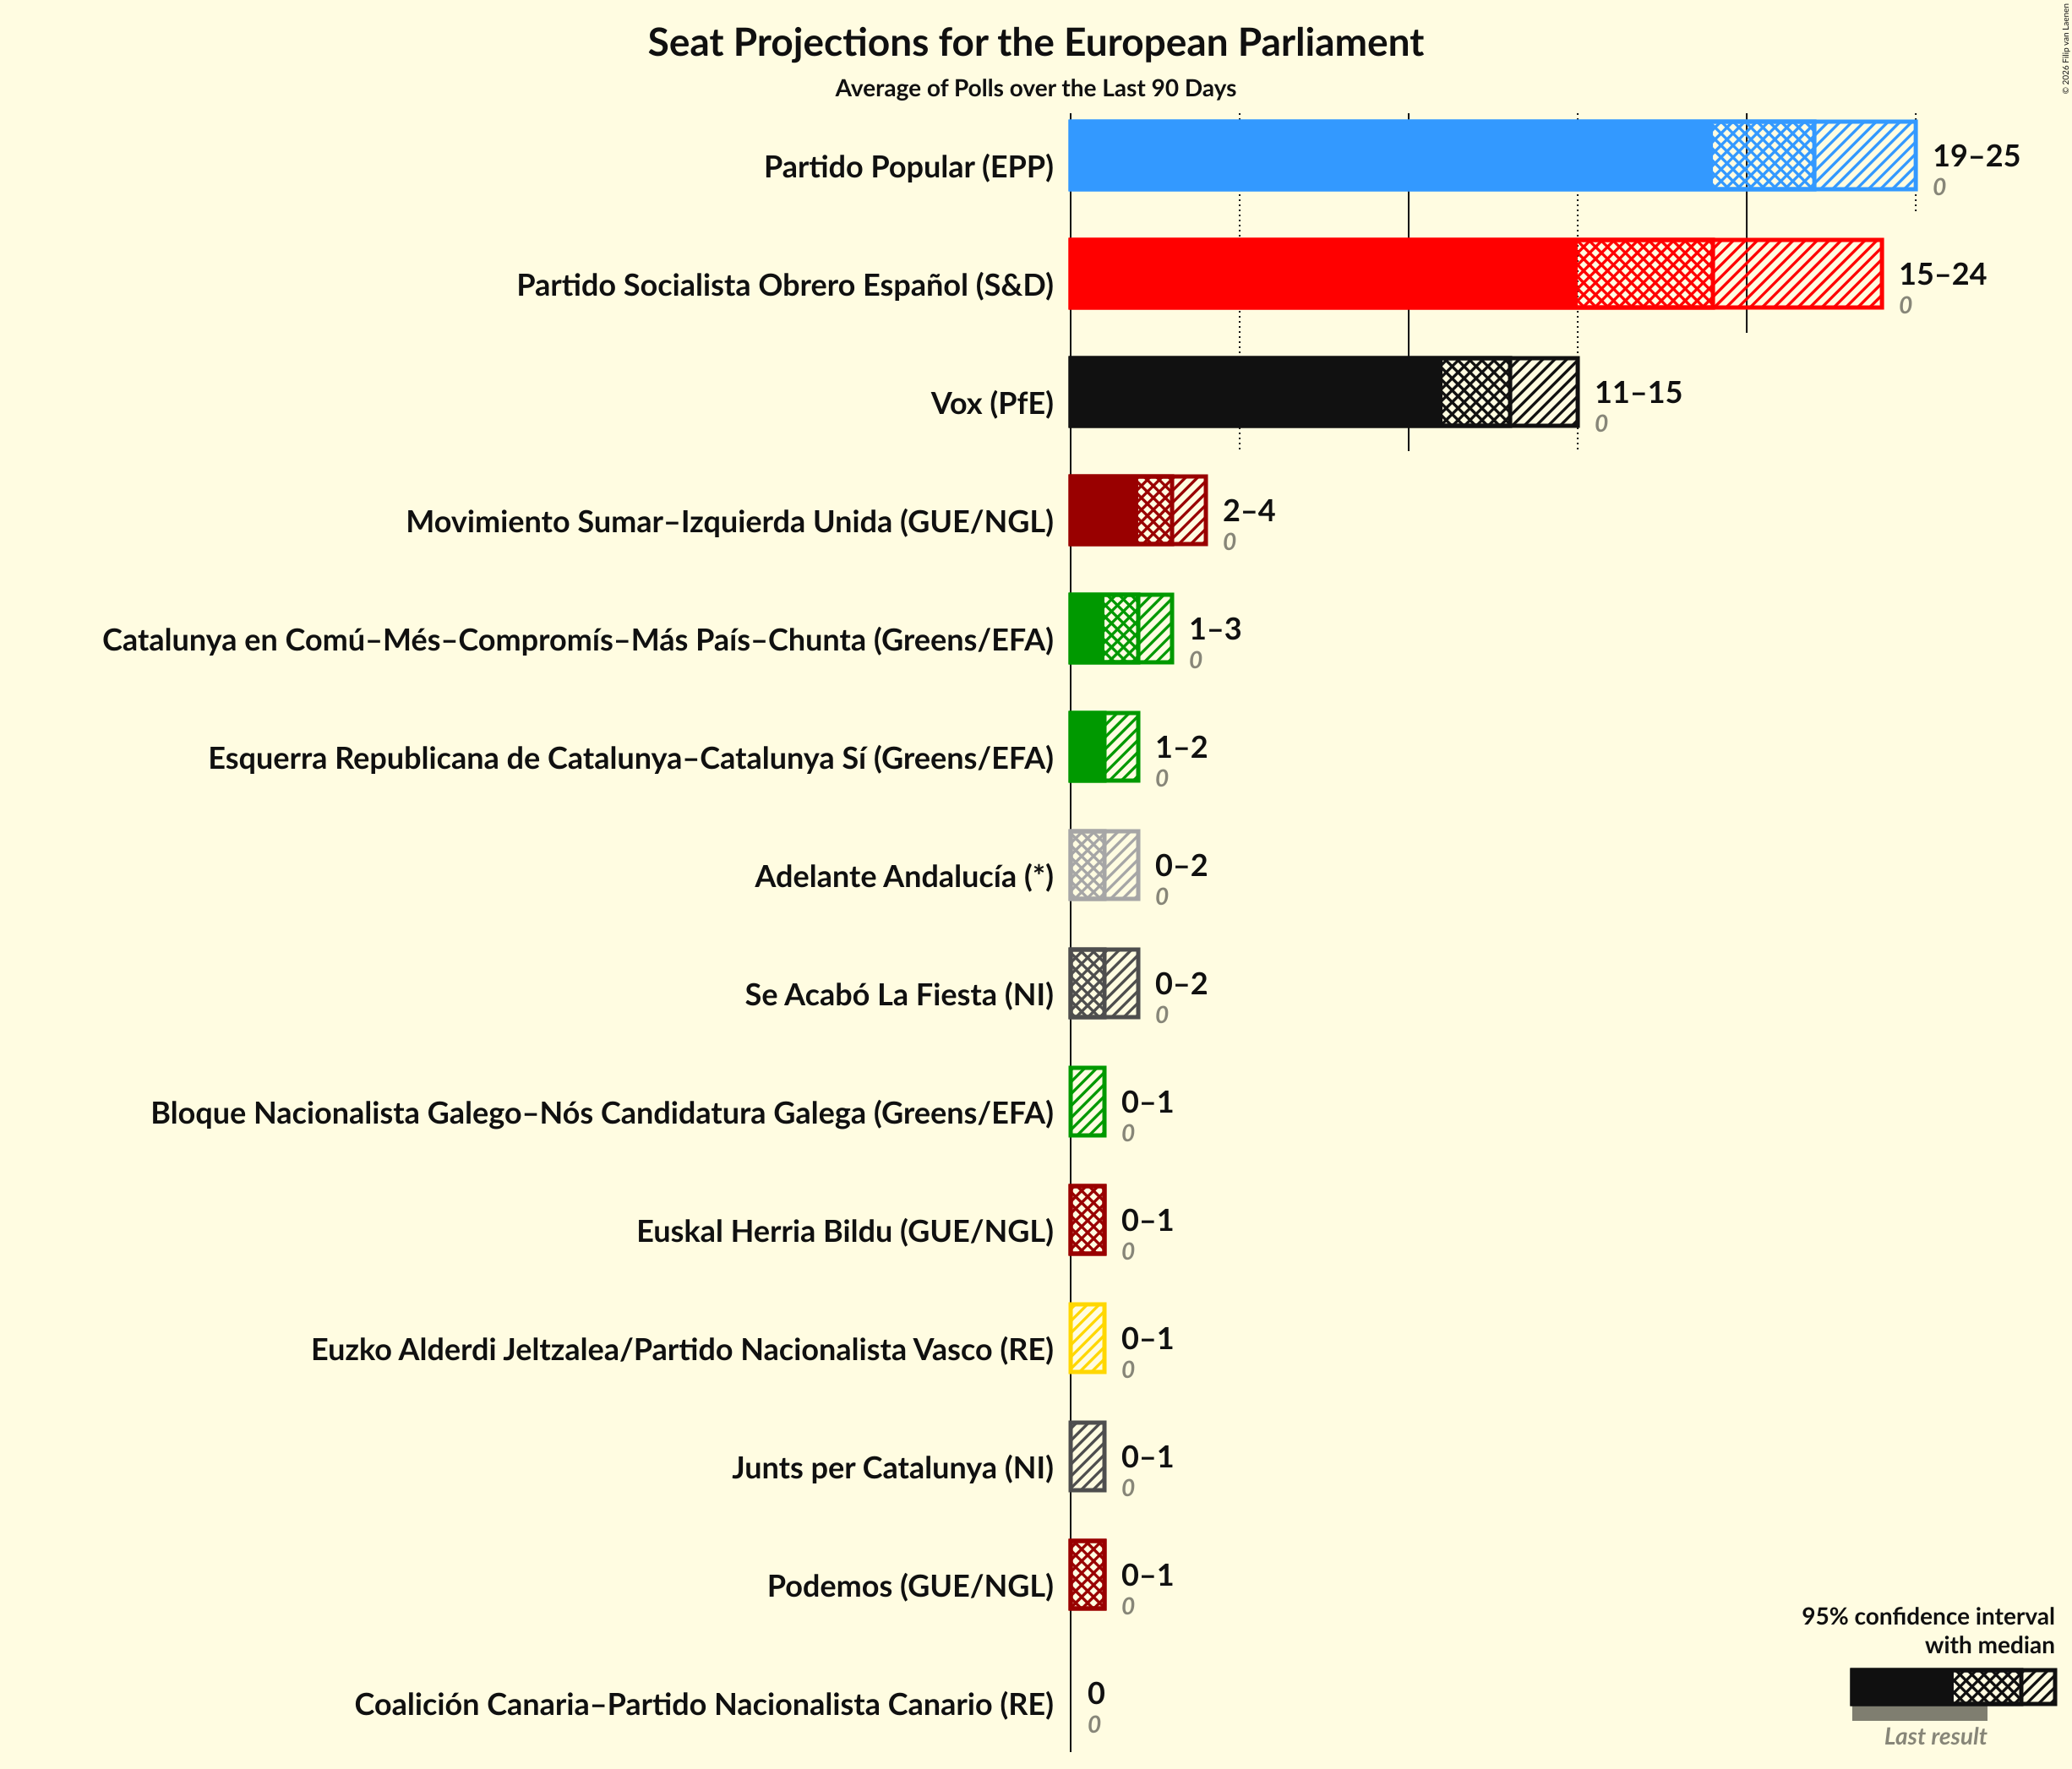 Seat Projections for the European Parliament
Average of Polls over the Last 90 Days
© 2026 Filip van Laenen
Partido Popular (EPP)
19–25
0
Partido Socialista Obrero Español (S&D)
15–24
0
Vox (PfE)
11–15
0
Movimiento Sumar–Izquierda Unida (GUE/NGL)
2–4
0
Catalunya en Comú–Més–Compromís–Más País–Chunta (Greens/EFA)
1–3
0
Esquerra Republicana de Catalunya–Catalunya Sí (Greens/EFA)
1–2
0
Adelante Andalucía (*)
0–2
0
Se Acabó La Fiesta (NI)
0–2
0
Bloque Nacionalista Galego–Nós Candidatura Galega (Greens/EFA)
0–1
0
Euskal Herria Bildu (GUE/NGL)
0–1
0
Euzko Alderdi Jeltzalea/Partido Nacionalista Vasco (RE)
0–1
0
Junts per Catalunya (NI)
0–1
0
Podemos (GUE/NGL)
0–1
0
Coalición Canaria–Partido Nacionalista Canario (RE)
0
0
95% confidence interval
with median
Last result